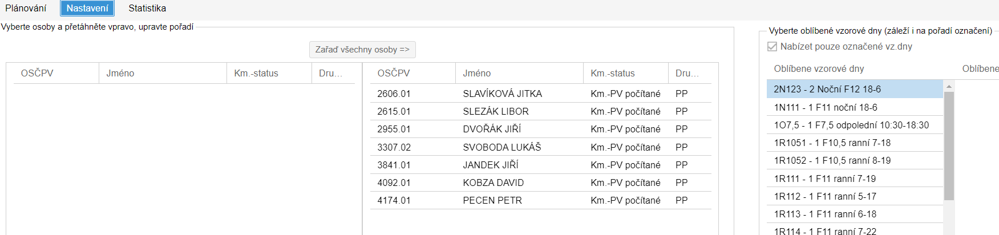 Plánování Nastavení Statistika
Vyberte osoby a přetáhněte vpravo, upravte pořadí
Zařaď všechny osoby =>
OSČPV Jméno Km.-status Dru...
OSČPV Jméno Km.-status Dru...
2606.01 SLAVÍKOVÁ JITKA Km.-PV počítané PP
2615.01 SLEZÁK LIBOR Km.-PV počítané PP
2955.01 DVOŘÁK JIŘÍ Km.-PV počítané PP
3307.02 SVOBODA LUKÁŠ Km.-PV počítané PP
3841.01 JANDEK JIŘÍ Km.-PV počítané PP
4092.01 KOBZA DAVID Km.-PV počítané PP
4174.01 PECEN PETR Km.-PV počítané PP
Vyberte oblíbené vzorové dny (záleží i na pořadí označení)
Nabízet pouze označené vz.dny
Oblíbene vzorové dny Oblíbene
2N123 - 2 Noční F12 18-6
1N111 - 1 F11 noční 18-6
1O7,5 - 1 F7,5 odpolední 10:30-18:30
1R1051 - 1 F10,5 ranní 7-18
1R1052 - 1 F10,5 ranní 8-19
1R111 - 1 F11 ranní 7-19
1R112 - 1 F11 ranní 5-17
1R113 - 1 F11 ranní 6-18
1R114 - 1 F11 ranní 7-22